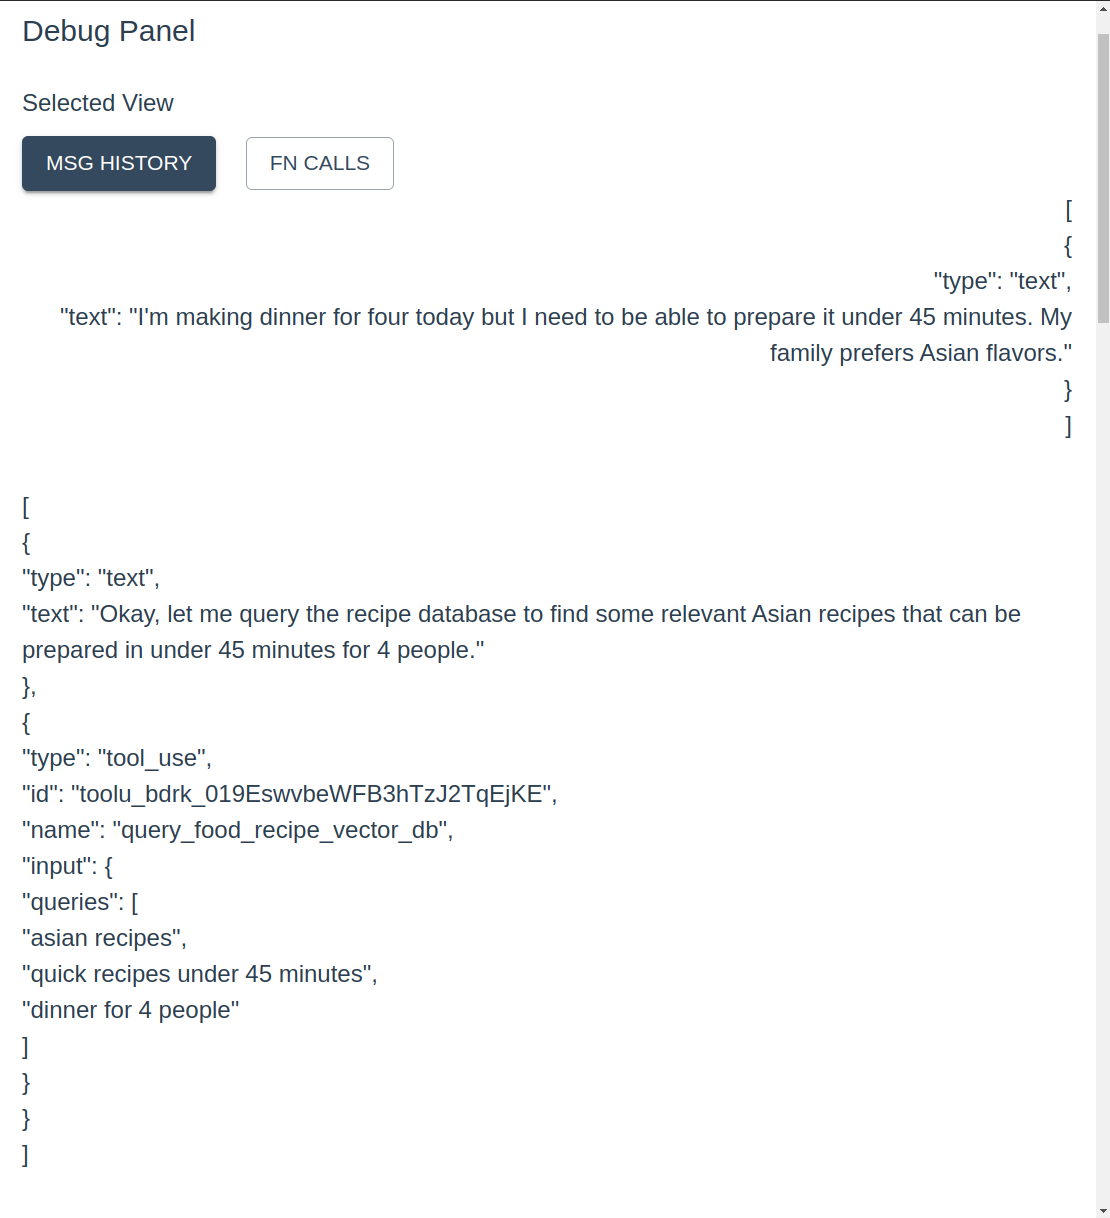 Debug Panel
Selected View
MSG HISTORY
FN CALLS
[
{
"type": "text",
"text": "I'm making dinner for four today but I need to be able to prepare it under 45 minutes. My
family prefers Asian flavors."
}
]
[
{
"type": "text",
"text": "Okay, let me query the recipe database to find some relevant Asian recipes that can be
prepared in under 45 minutes for 4 people."
},
{
"type": "tool_use",
"id": "toolu_bdrk_019EswvbeWFB3hTzJ2TqEjKE",
"name": "query_food_recipe_vector_db",
"input": {
"queries": [
"asian recipes",
"quick recipes under 45 minutes",
"dinner for 4 people"
]
}
}
]